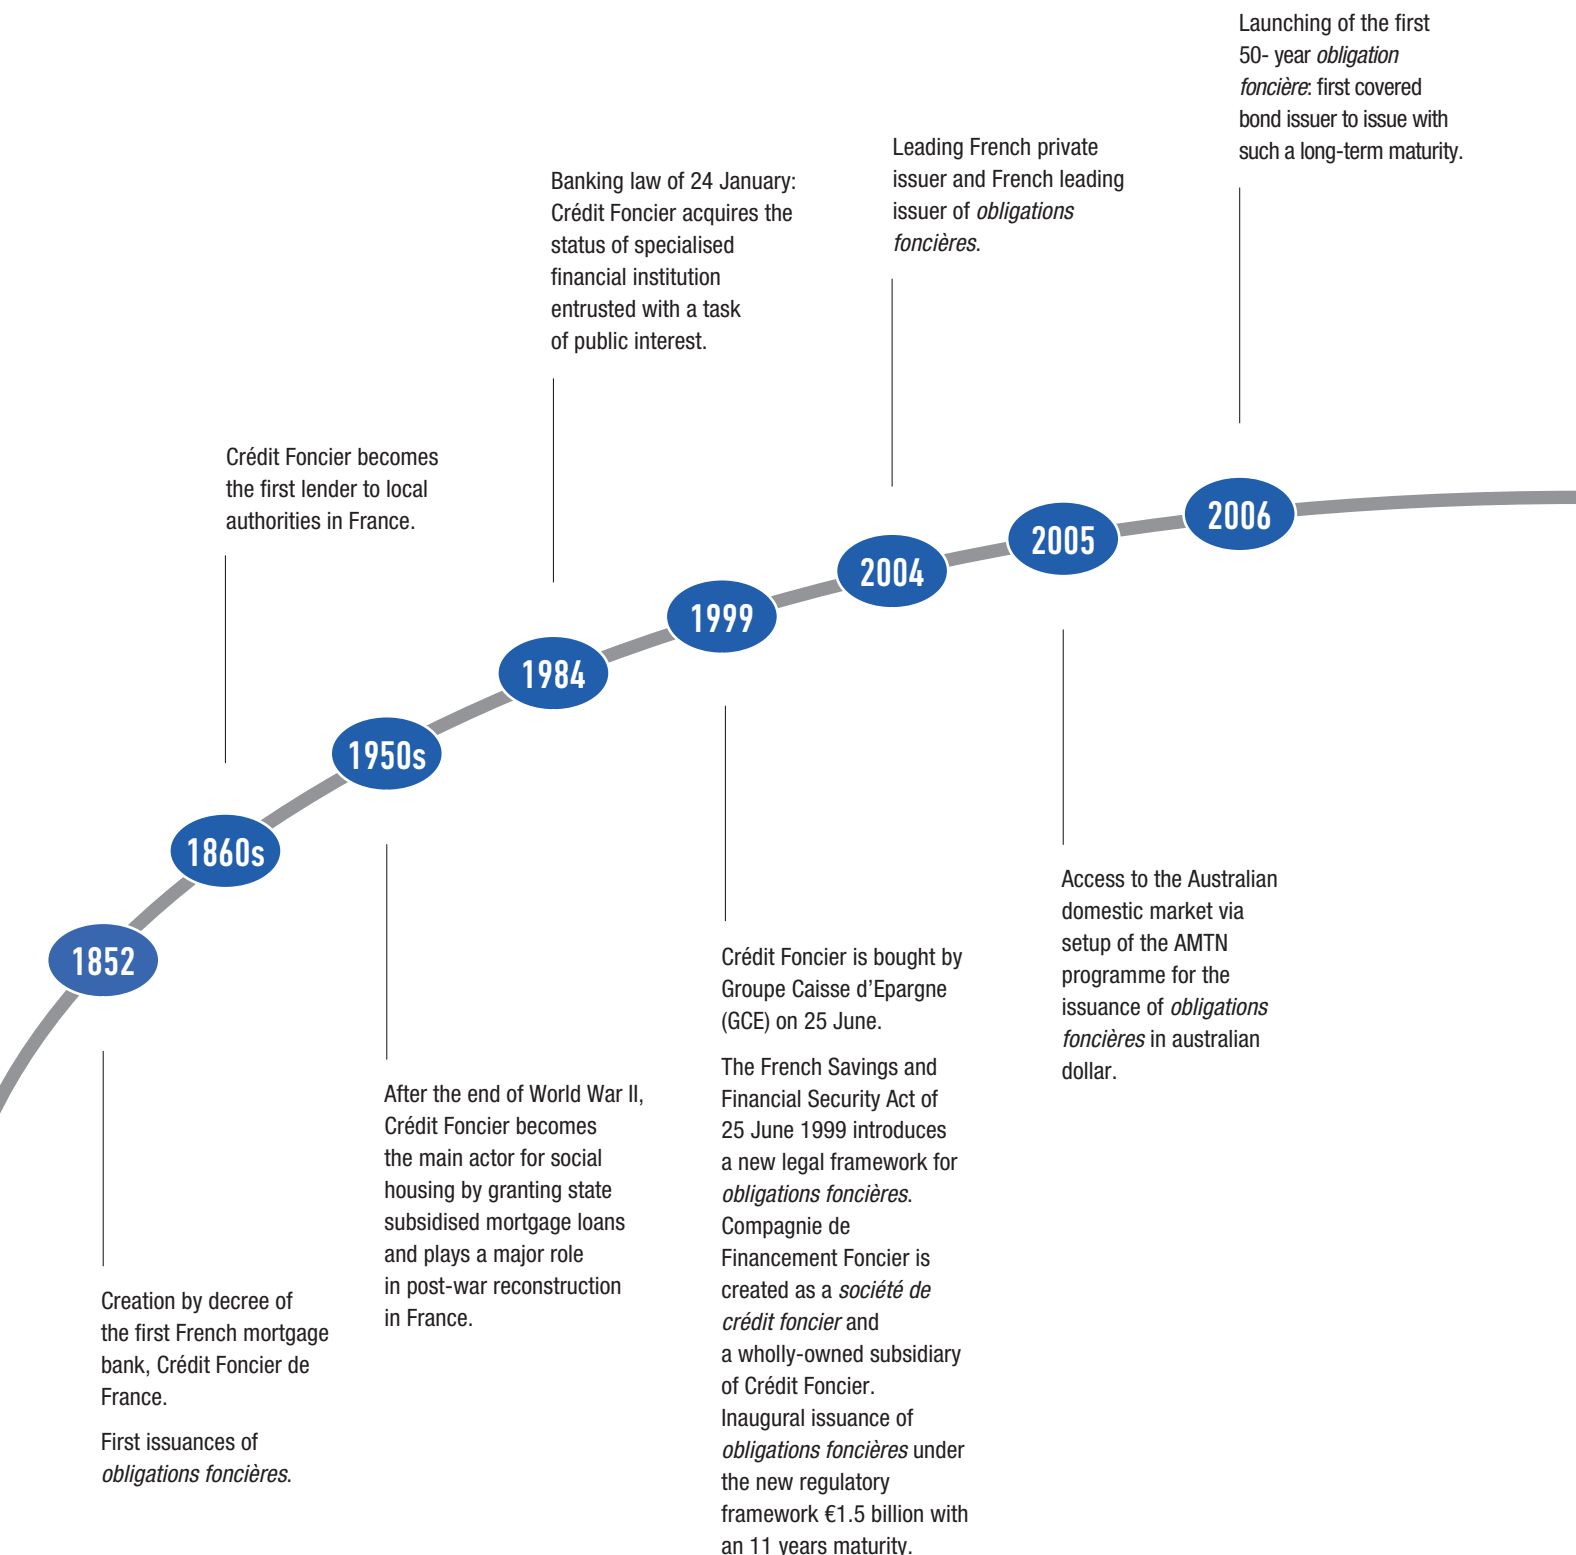 1852
Creation by decree of
the first French mortgage
bank, Crédit Foncier de
France.
First issuances of
obligations foncières.
1860s
Crédit Foncier becomes
the first lender to local
authorities in France.
1950s
After the end of World War II,
Crédit Foncier becomes
the main actor for social
housing by granting state
subsidised mortgage loans
and plays a major role
in post-war reconstruction
in France.
1984
Banking law of 24 January:
Crédit Foncier acquires the
status of specialised
financial institution
entrusted with a task
of public interest.
1999
Crédit Foncier is bought by
Groupe Caisse d’Epargne
(GCE) on 25 June.
The French Savings and
Financial Security Act of
25 June 1999 introduces
a new legal framework for
obligations foncières.
Compagnie de
Financement Foncier is
created as a société de
crédit foncier and
a wholly-owned subsidiary
of Crédit Foncier.
Inaugural issuance of
obligations foncières under
the new regulatory
framework €1.5 billion with
an 11 years maturity.
2004
Leading French private
issuer and French leading
issuer of obligations
foncières.
2005
Access to the Australian
domestic market via
setup of the AMTN
programme for the
issuance of obligations
foncières in australian
dollar.
2006
Launching of the first
50- year obligation
foncière: first covered
bond issuer to issue with
such a long-term maturity.